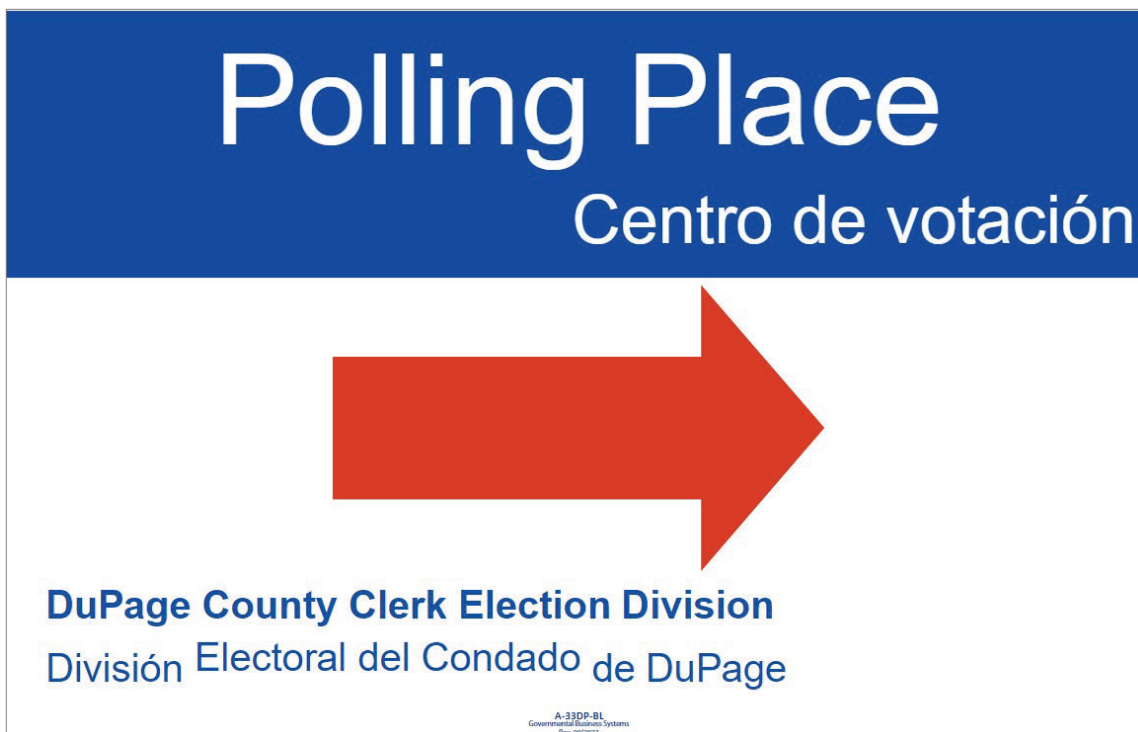 Polling Place
Centro de votación
DuPage County Clerk Election Division
División Electoral del Condado de DuPage
A-33DP-BL
Governmental Business Systems